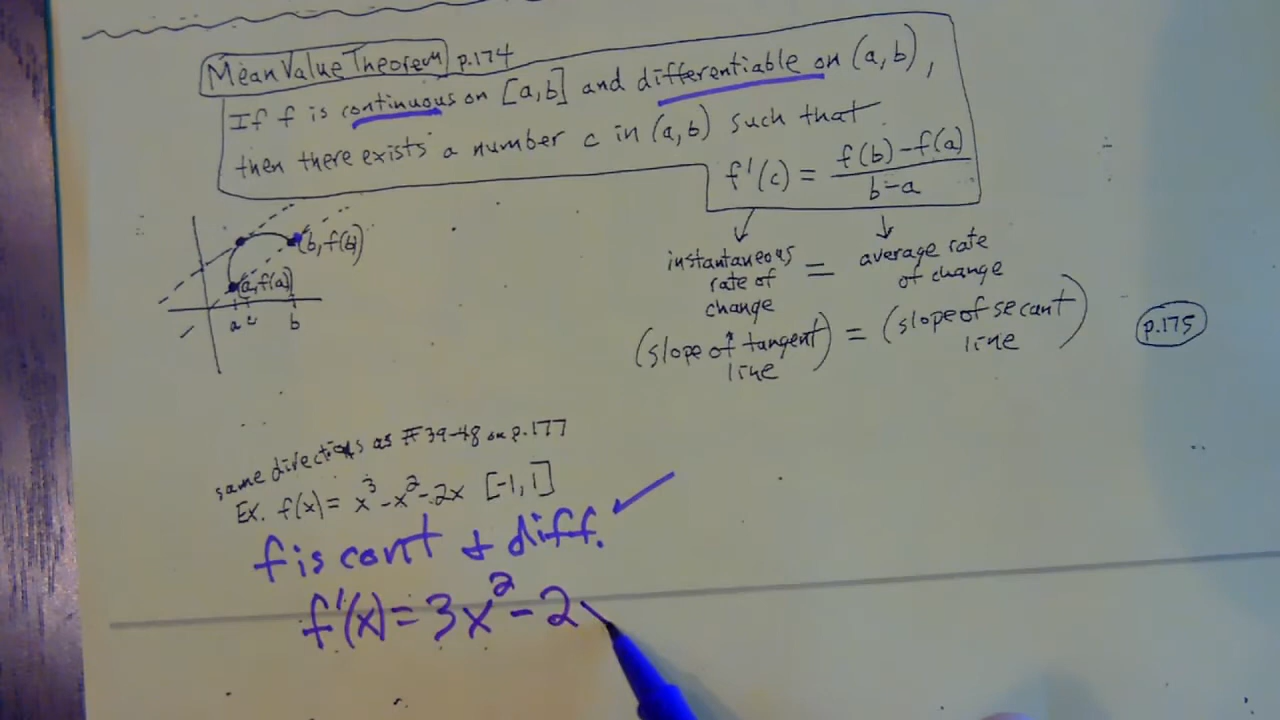 Mean Value Theorem p.174
If f is continuous on [a,b] and differentiable on (a,b),
then there exists a number c in (a,b) such that
f'(c) = f(b)-f(a) / b-a
(b, f(b))
(a, f(a))
a c b
instantaneous rate of change = average rate of change
(slope of tangent line) = (slope of secant line)
p.175
same directions as #39-48 on p.177
Ex. f(x) = x³-x²-2x [-1,1]
f is cont & diff. ✓
f'(x) = 3x² - 2